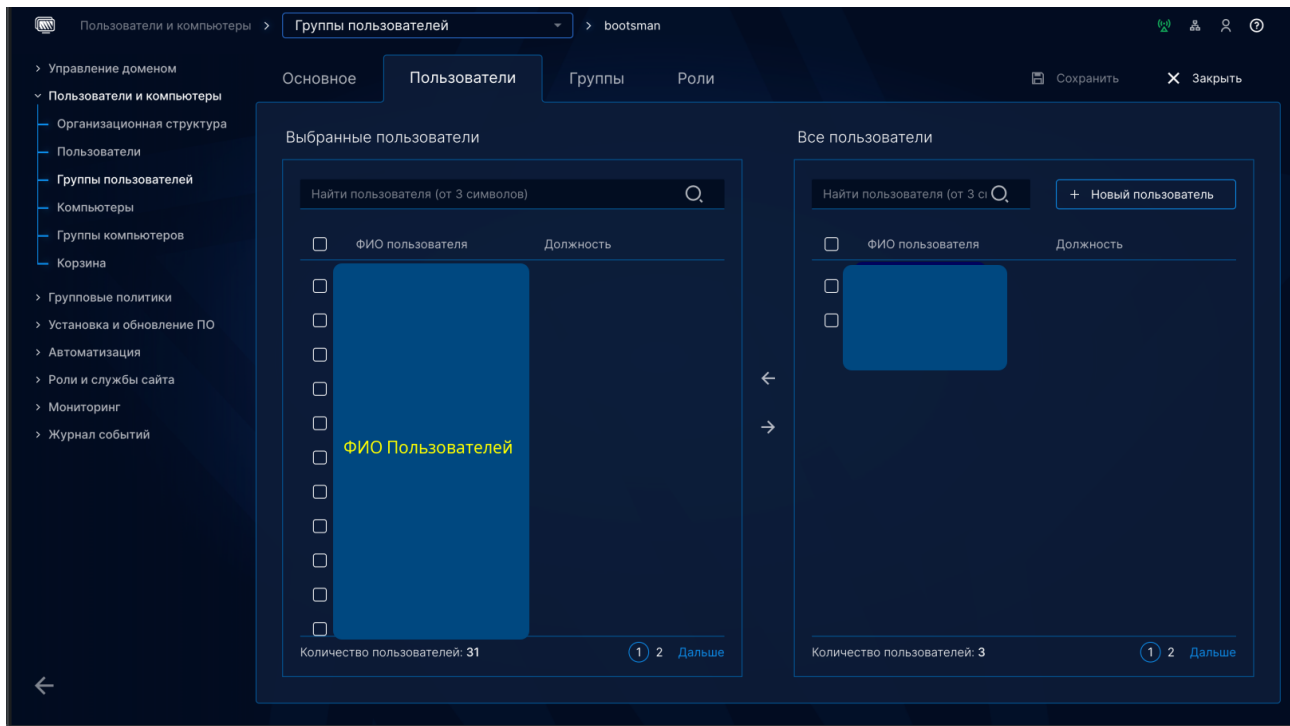 Пользователи и компьютеры > Группы пользователей > bootsman
Управление доменом
Пользователи и компьютеры
Организационная структура
Пользователи
Группы пользователей
Компьютеры
Группы компьютеров
Корзина
Групповые политики
Установка и обновление ПО
Автоматизация
Роли и службы сайта
Мониторинг
Журнал событий
Основное Пользователи Группы Роли
Сохранить Закрыть
Выбранные пользователи
Найти пользователя (от 3 символов)
ФИО пользователя Должность
ФИО Пользователей
Количество пользователей: 31 1 2 Дальше
Все пользователи
Найти пользователя (от 3 сı + Новый пользователь
ФИО пользователя Должность
Количество пользователей: 3 1 2 Дальше